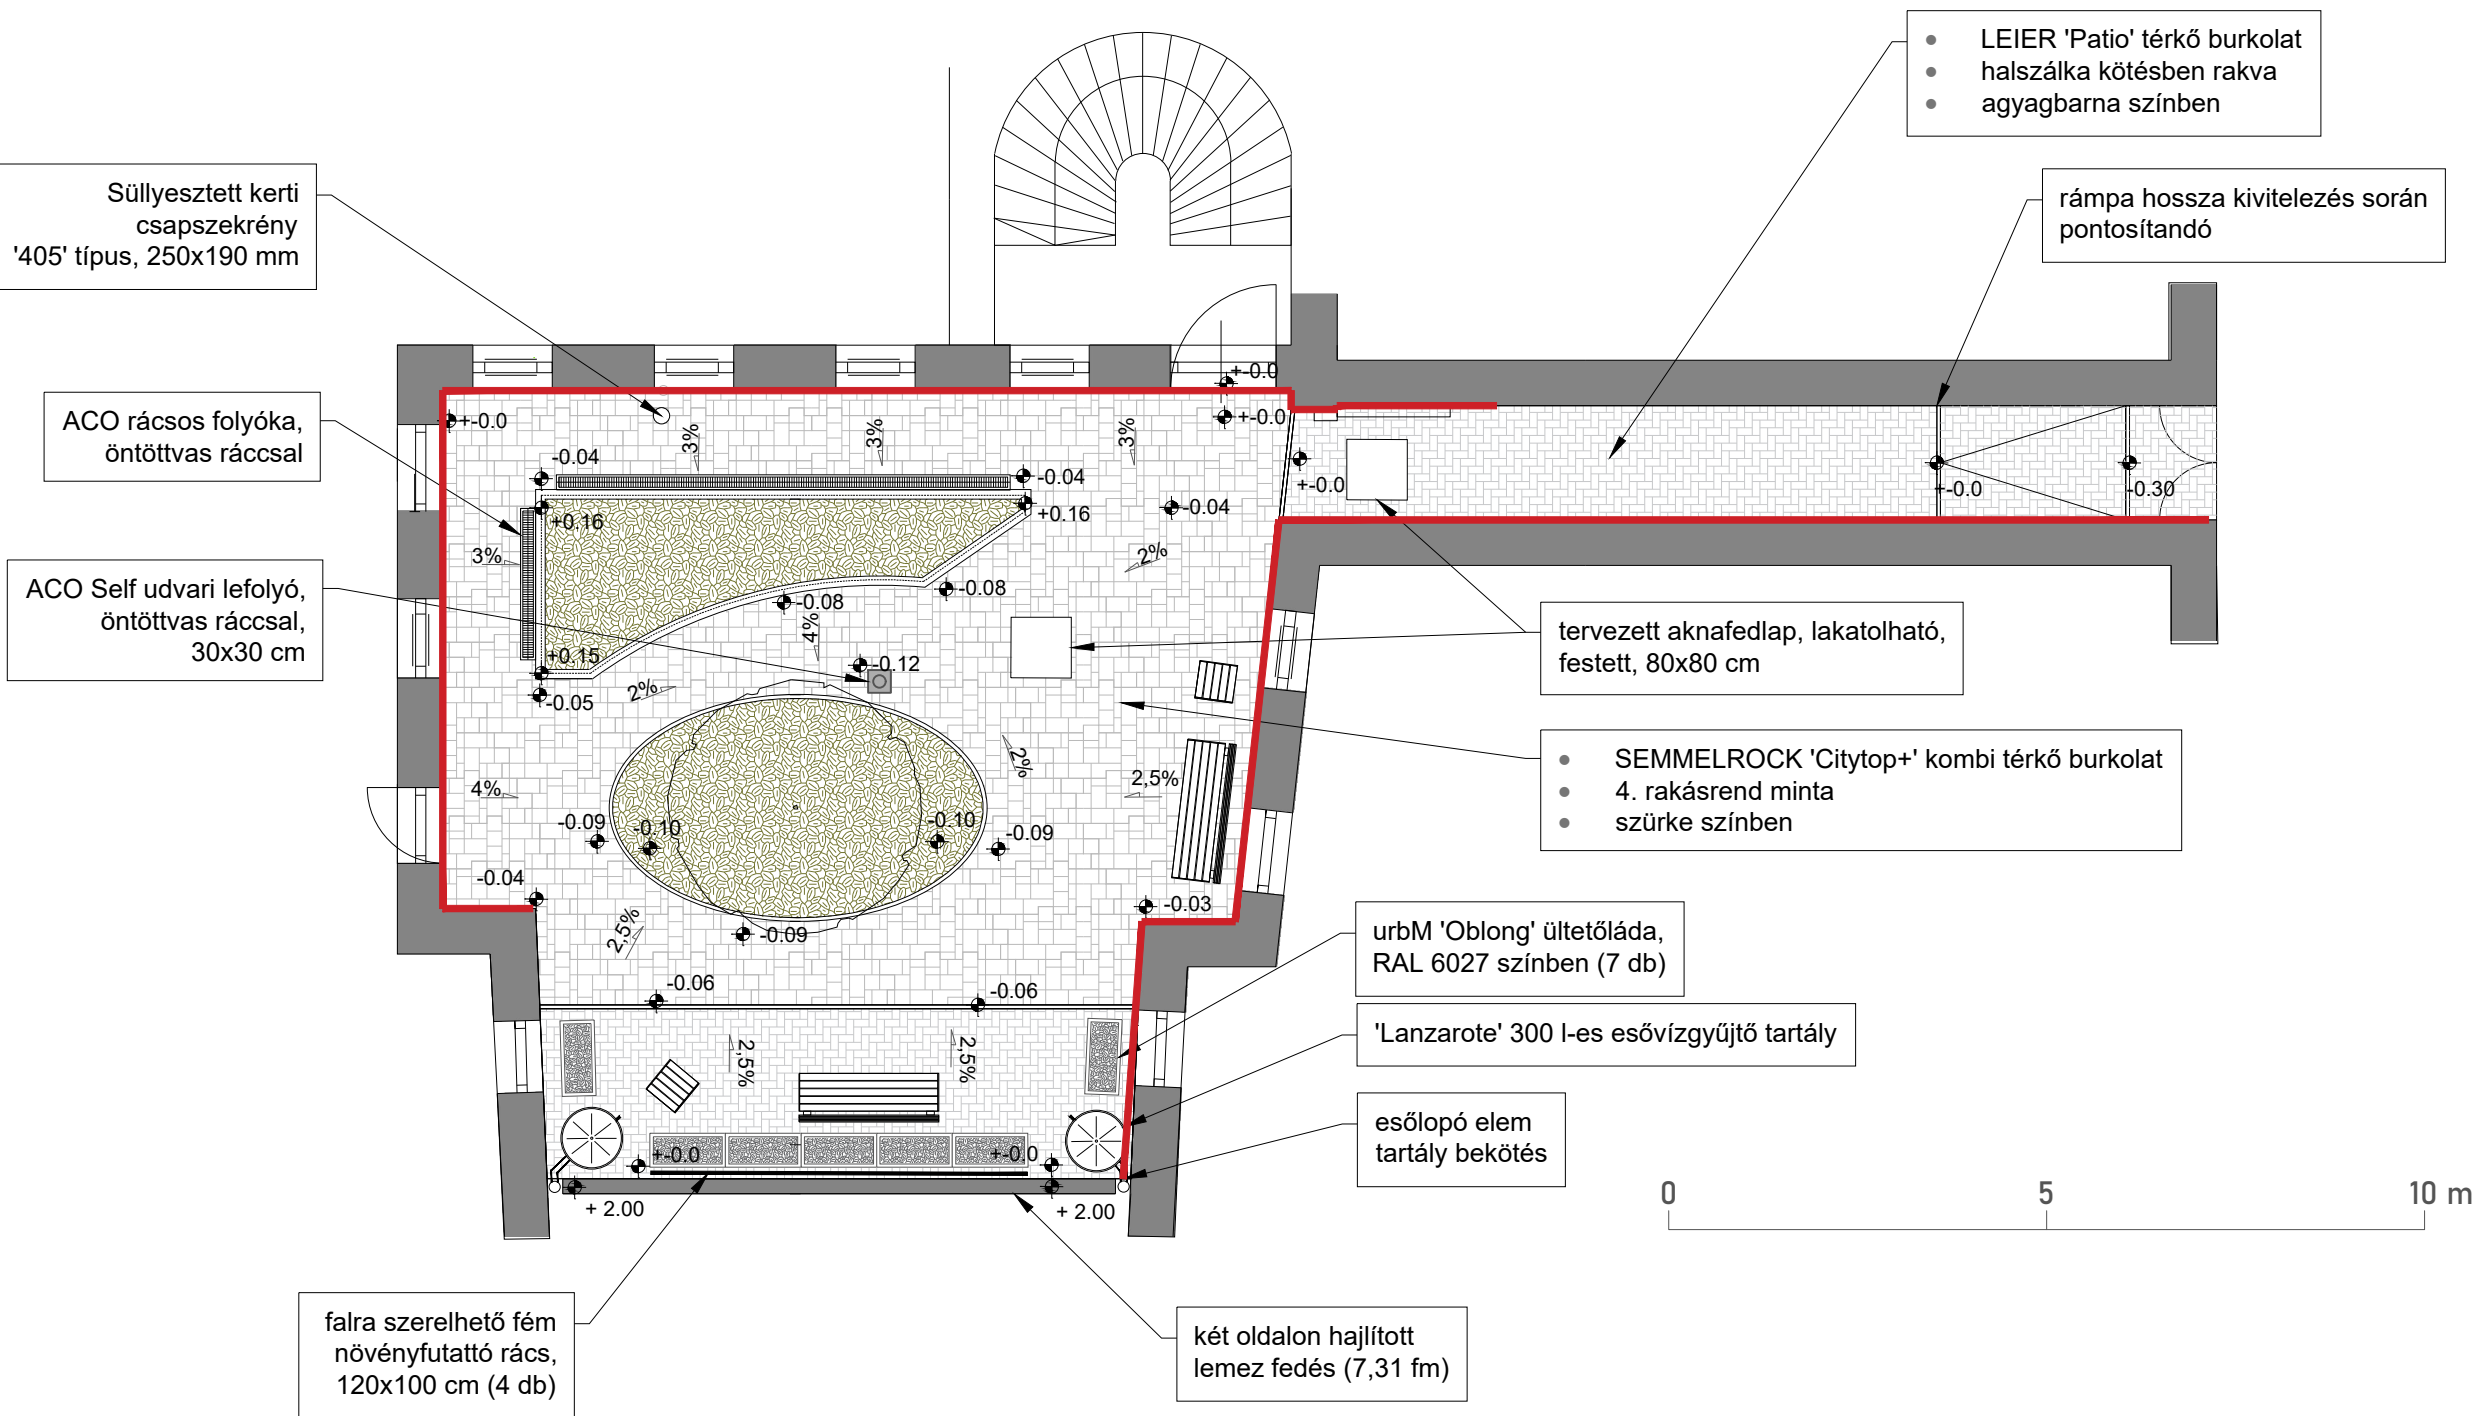 • LEIER 'Patio' térkő burkolat
• halszálka kötésben rakva
• agyagbarna színben
Süllyesztett kerti
csapszekrény
'405' típus, 250x190 mm
rámpa hossza kivitelezés során
pontosítandó
ACO rácsos folyóka,
öntöttvas ráccsal
ACO Self udvari lefolyó,
öntöttvas ráccsal,
30x30 cm
+-0.0
+-0.0
+-0.0
3%
3%
3%
-0.04
-0.04
+-0.0
+-0.0
-0.30
+0.16
+0.16
-0.04
3%
2%
-0.08
-0.08
4%
+0.15
-0.12
-0.05
2%
tervezett aknafedlap, lakatolható,
festett, 80x80 cm
2%
2,5%
4%
• SEMMELROCK 'Citytop+' kombi térkő burkolat
• 4. rakásrend minta
• szürke színben
-0.09
-0.10
-0.10
-0.09
-0.04
-0.03
2,5%
-0.09
urbM 'Oblong' ültetőláda,
RAL 6027 színben (7 db)
-0.06
-0.06
2,5%
2,5%
'Lanzarote' 300 l-es esővízgyűjtő tartály
esőlopó elem
tartály bekötés
+-0.0
+-0.0
+ 2.00
+ 2.00
0
5
10 m
falra szerelhető fém
növényfutattó rács,
120x100 cm (4 db)
két oldalon hajlított
lemez fedés (7,31 fm)